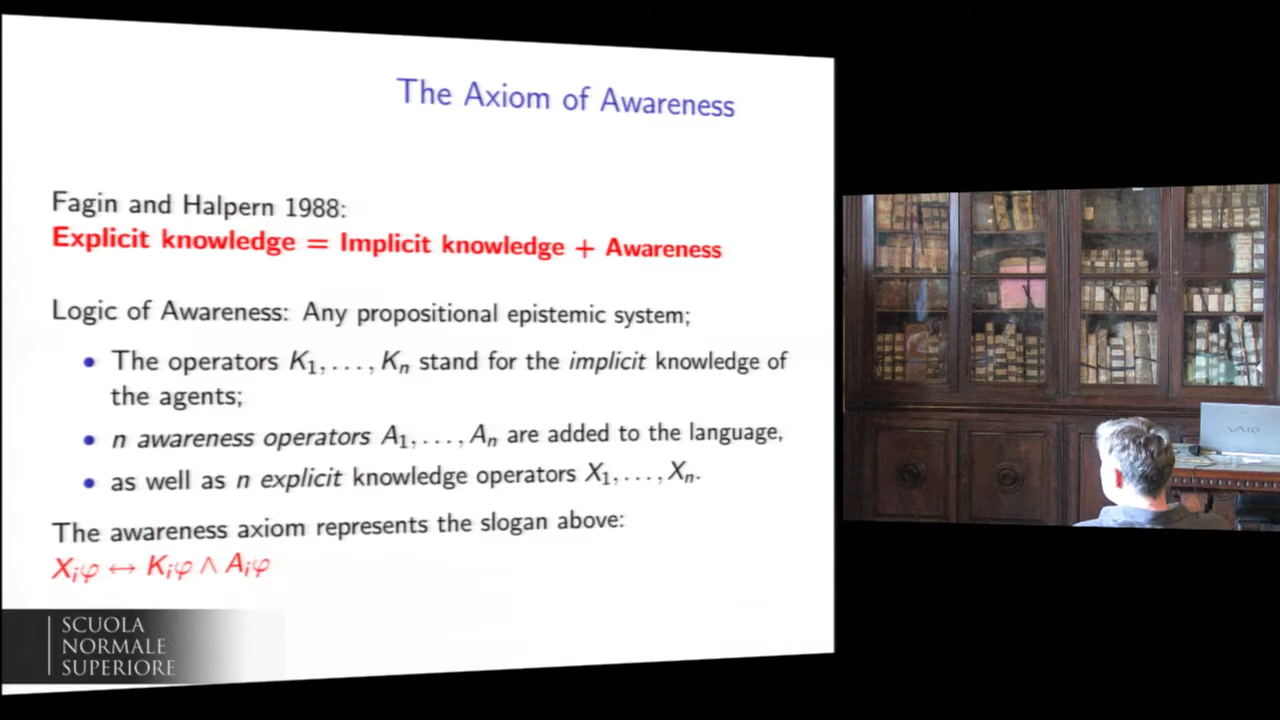 The Axiom of Awareness
Fagin and Halpern 1988:
Explicit knowledge = Implicit knowledge + Awareness
Logic of Awareness: Any propositional epistemic system;
• The operators K₁, . . . , Kₙ stand for the implicit knowledge of
the agents;
• n awareness operators A₁, . . . , Aₙ are added to the language,
• as well as n explicit knowledge operators X₁, . . . , Xₙ.
The awareness axiom represents the slogan above:
Xᵢφ ↔ Kᵢφ ∧ Aᵢφ
SCUOLA
NORMALE
SUPERIORE
VAIO